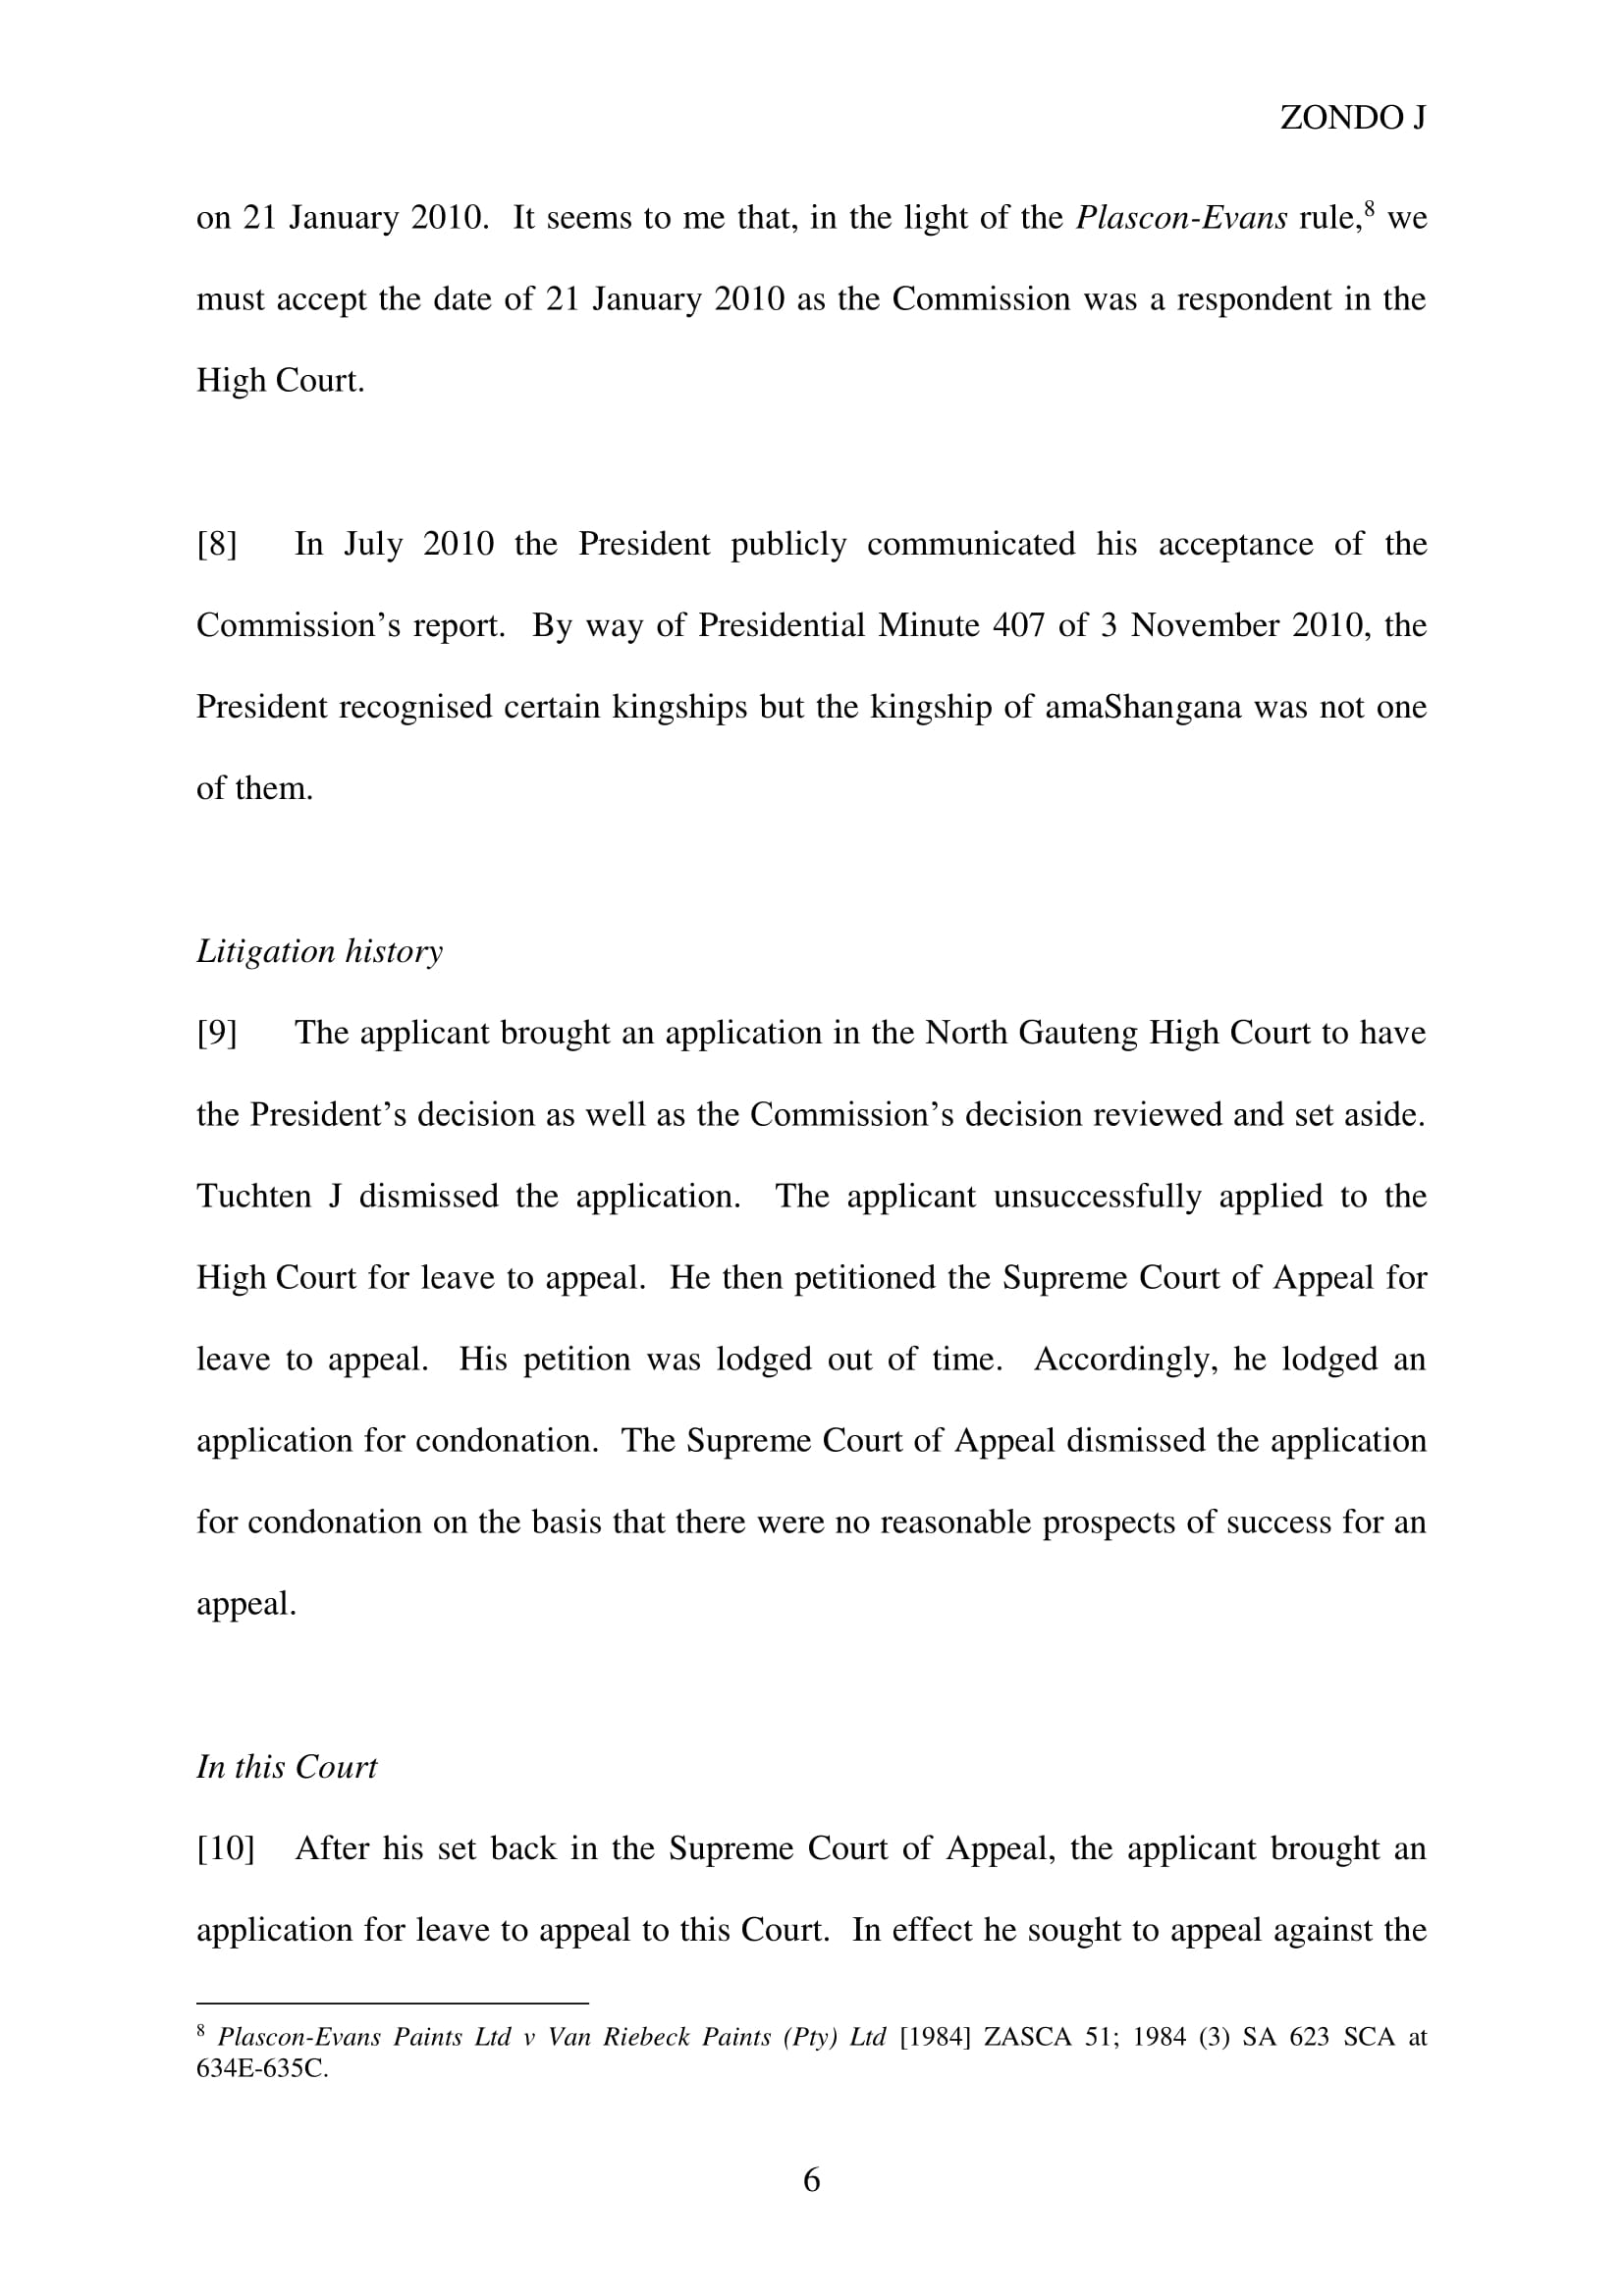 ZONDO J
on 21 January 2010. It seems to me that, in the light of the Plascon-Evans rule,8 we
must accept the date of 21 January 2010 as the Commission was a respondent in the
High Court.
[8] In July 2010 the President publicly communicated his acceptance of the
Commission’s report. By way of Presidential Minute 407 of 3 November 2010, the
President recognised certain kingships but the kingship of amaShangana was not one
of them.
Litigation history
[9] The applicant brought an application in the North Gauteng High Court to have
the President’s decision as well as the Commission’s decision reviewed and set aside.
Tuchten J dismissed the application. The applicant unsuccessfully applied to the
High Court for leave to appeal. He then petitioned the Supreme Court of Appeal for
leave to appeal. His petition was lodged out of time. Accordingly, he lodged an
application for condonation. The Supreme Court of Appeal dismissed the application
for condonation on the basis that there were no reasonable prospects of success for an
appeal.
In this Court
[10] After his set back in the Supreme Court of Appeal, the applicant brought an
application for leave to appeal to this Court. In effect he sought to appeal against the
8 Plascon-Evans Paints Ltd v Van Riebeck Paints (Pty) Ltd [1984] ZASCA 51; 1984 (3) SA 623 SCA at
634E-635C.
6